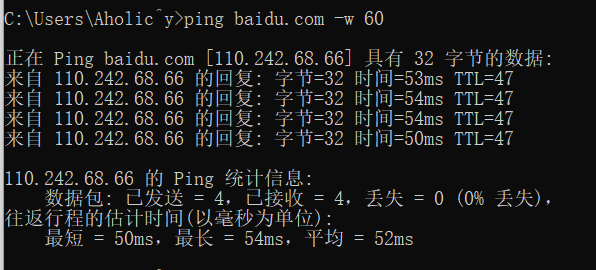 C:\Users\Aholic^y>ping baidu.com -w 60
正在 Ping baidu.com [110.242.68.66] 具有 32 字节的数据:
来自 110.242.68.66 的回复: 字节=32 时间=53ms TTL=47
来自 110.242.68.66 的回复: 字节=32 时间=54ms TTL=47
来自 110.242.68.66 的回复: 字节=32 时间=54ms TTL=47
来自 110.242.68.66 的回复: 字节=32 时间=50ms TTL=47
110.242.68.66 的 Ping 统计信息:
数据包: 已发送 = 4，已接收 = 4，丢失 = 0 (0% 丢失)，
往返行程的估计时间(以毫秒为单位):
最短 = 50ms，最长 = 54ms，平均 = 52ms